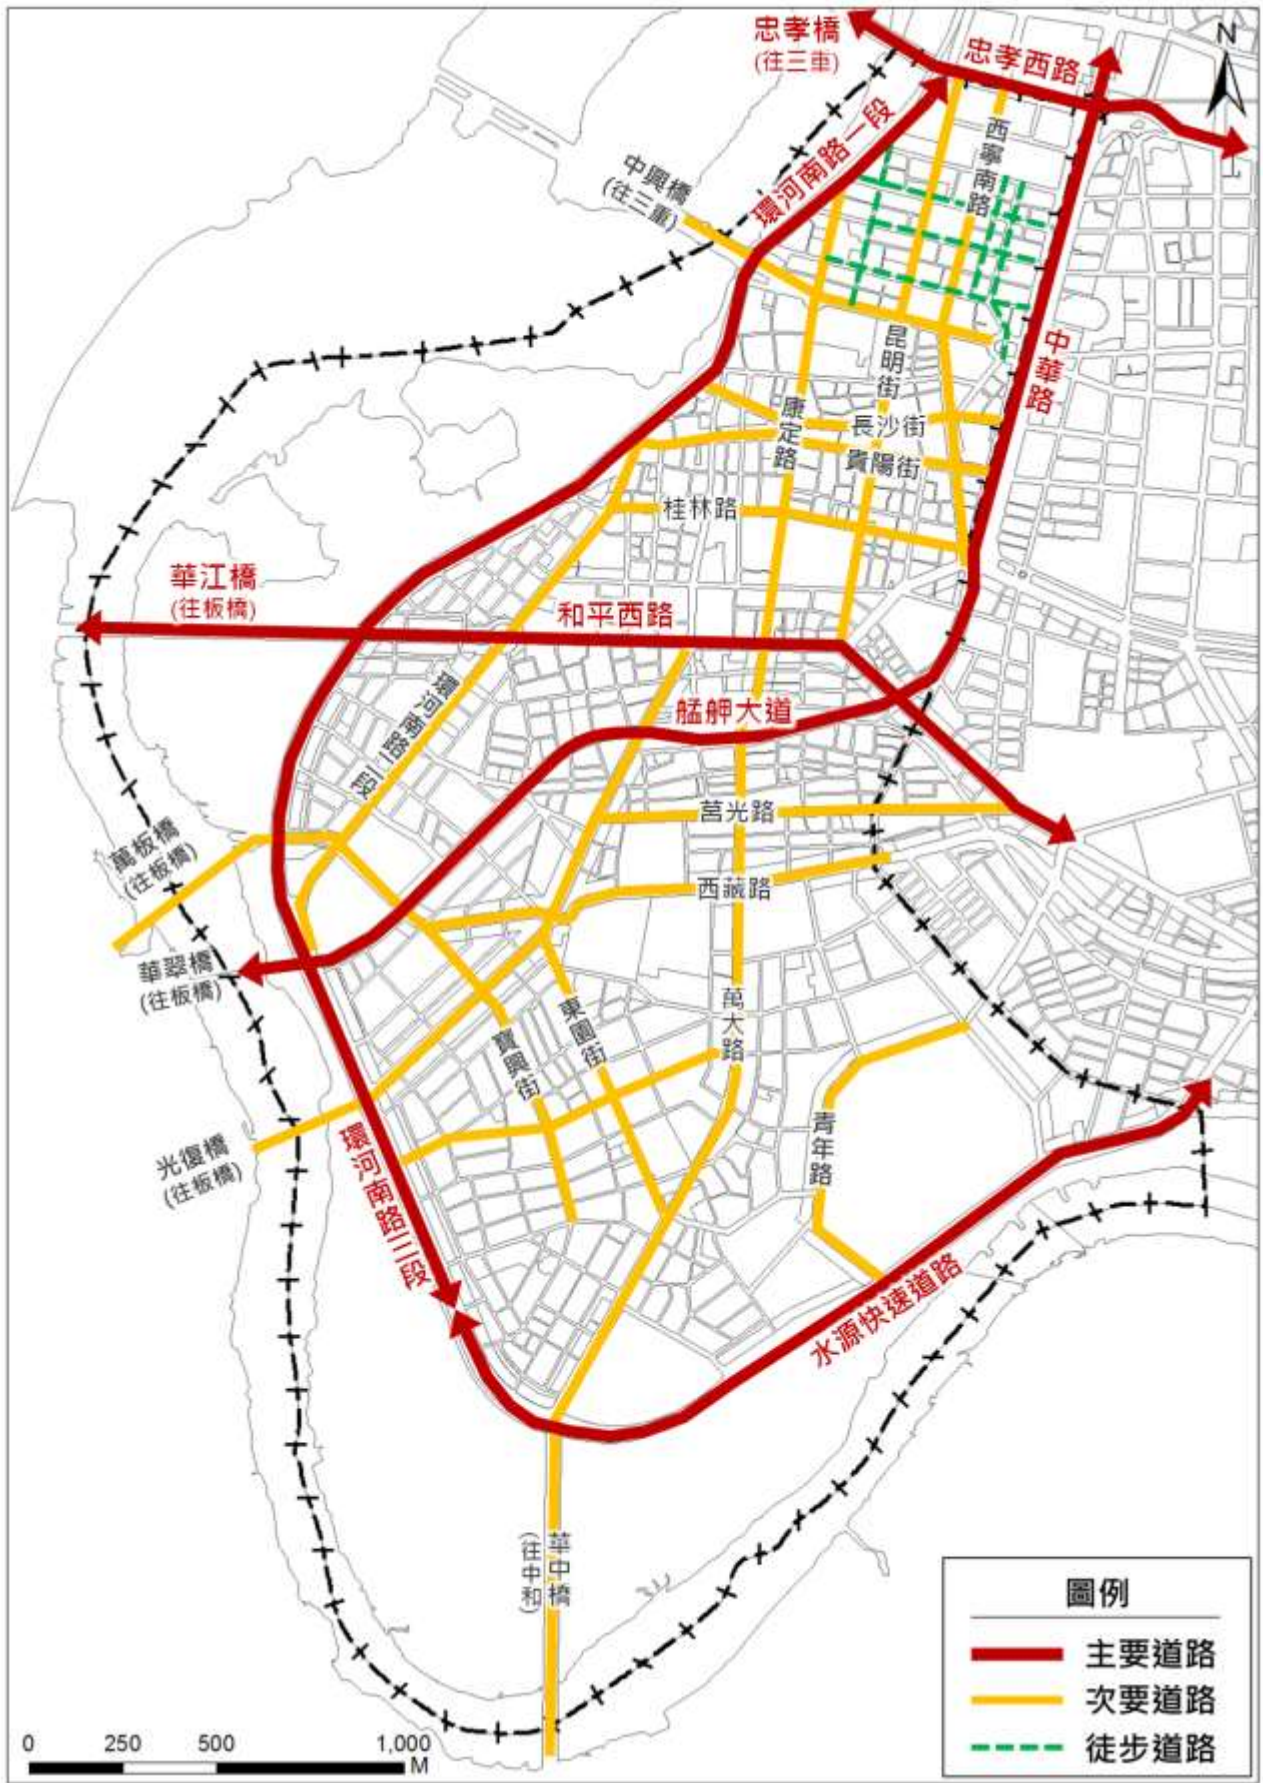 忠孝橋
(往三重)
N
忠孝西路
環河南路一段
西寧南路
中興橋
(往三重)
中華路
昆明街
康定路
長沙街
貴陽街
桂林路
華江橋
(往板橋)
和平西路
環河南路二段
艋舺大道
莒光路
萬板橋
(往板橋)
西藏路
華翠橋
(往板橋)
萬大路
東園街
寶興街
青年路
光復橋
(往板橋)
環河南路三段
水源快速道路
華中橋
(往中和)
圖例
主要道路
次要道路
徒步道路
0 250 500 1,000
M